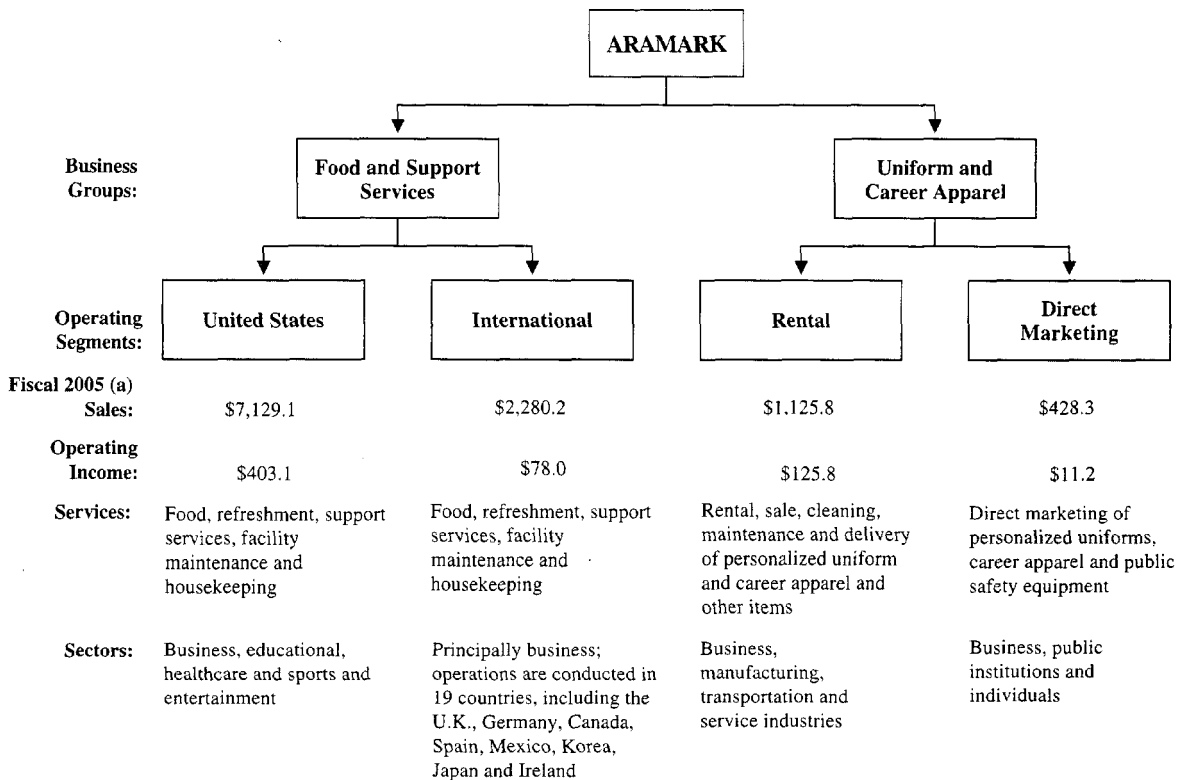 ARAMARK
Business
Groups:
Food and Support
Services
Uniform and
Career Apparel
Operating
Segments:
United States
International
Rental
Direct
Marketing
Fiscal 2005 (a)
Sales:
$7,129.1
$2,280.2
$1,125.8
$428.3
Operating
Income:
$403.1
$78.0
$125.8
$11.2
Services:
Food, refreshment, support
services, facility
maintenance and
housekeeping
Food, refreshment, support
services, facility
maintenance and
housekeeping
Rental, sale, cleaning,
maintenance and delivery
of personalized uniform
and career apparel and
other items
Direct marketing of
personalized uniforms,
career apparel and public
safety equipment
Sectors:
Business, educational,
healthcare and sports and
entertainment
Principally business;
operations are conducted in
19 countries, including the
U.K., Germany, Canada,
Spain, Mexico, Korea,
Japan and Ireland
Business,
manufacturing,
transportation and
service industries
Business, public
institutions and
individuals